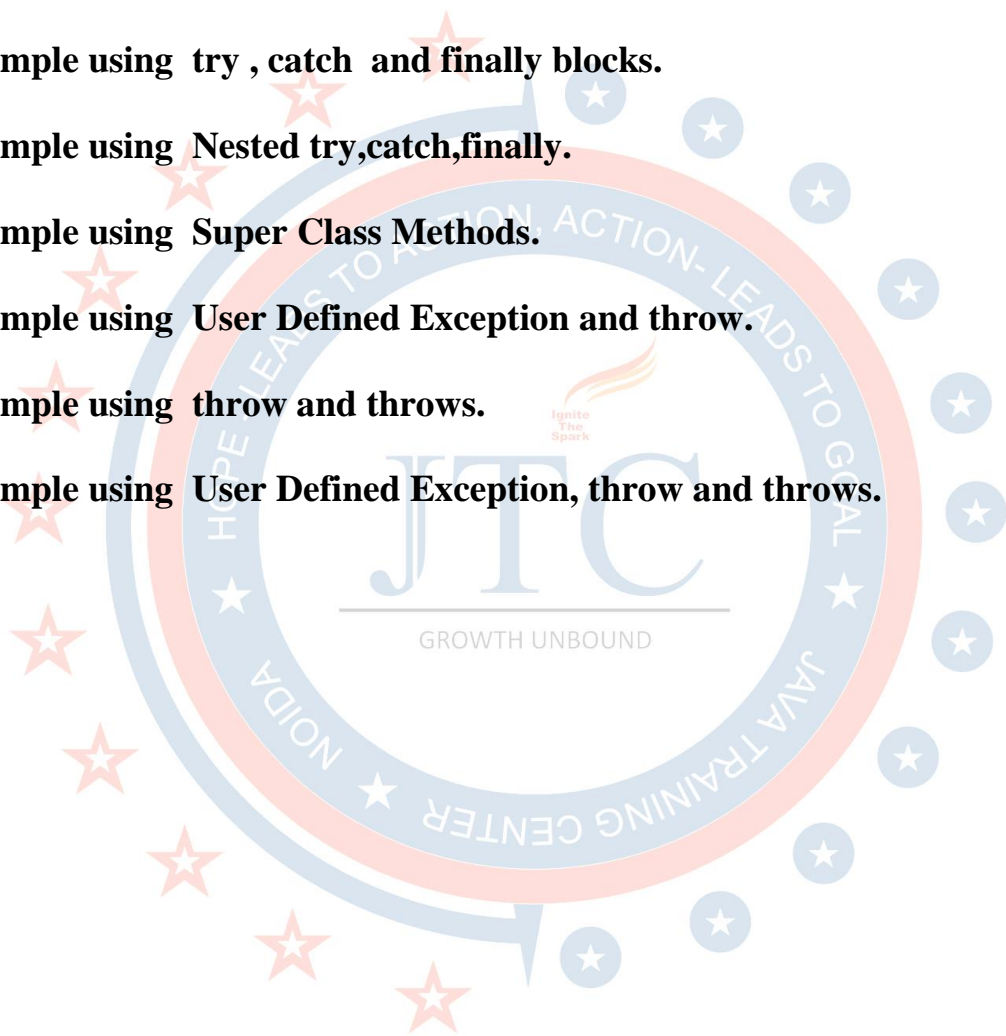 mple using try , catch and finally blocks.
mple using Nested try,catch,finally.
mple using Super Class Methods.
mple using User Defined Exception and throw.
mple using throw and throws.
mple using User Defined Exception, throw and throws.
HOPE - LEADS TO ACTION, ACTION- LEADS TO GOAL
Ignite
The
Spark
JTC
GROWTH UNBOUND
JAVA TRAINING CENTER
NOIDA